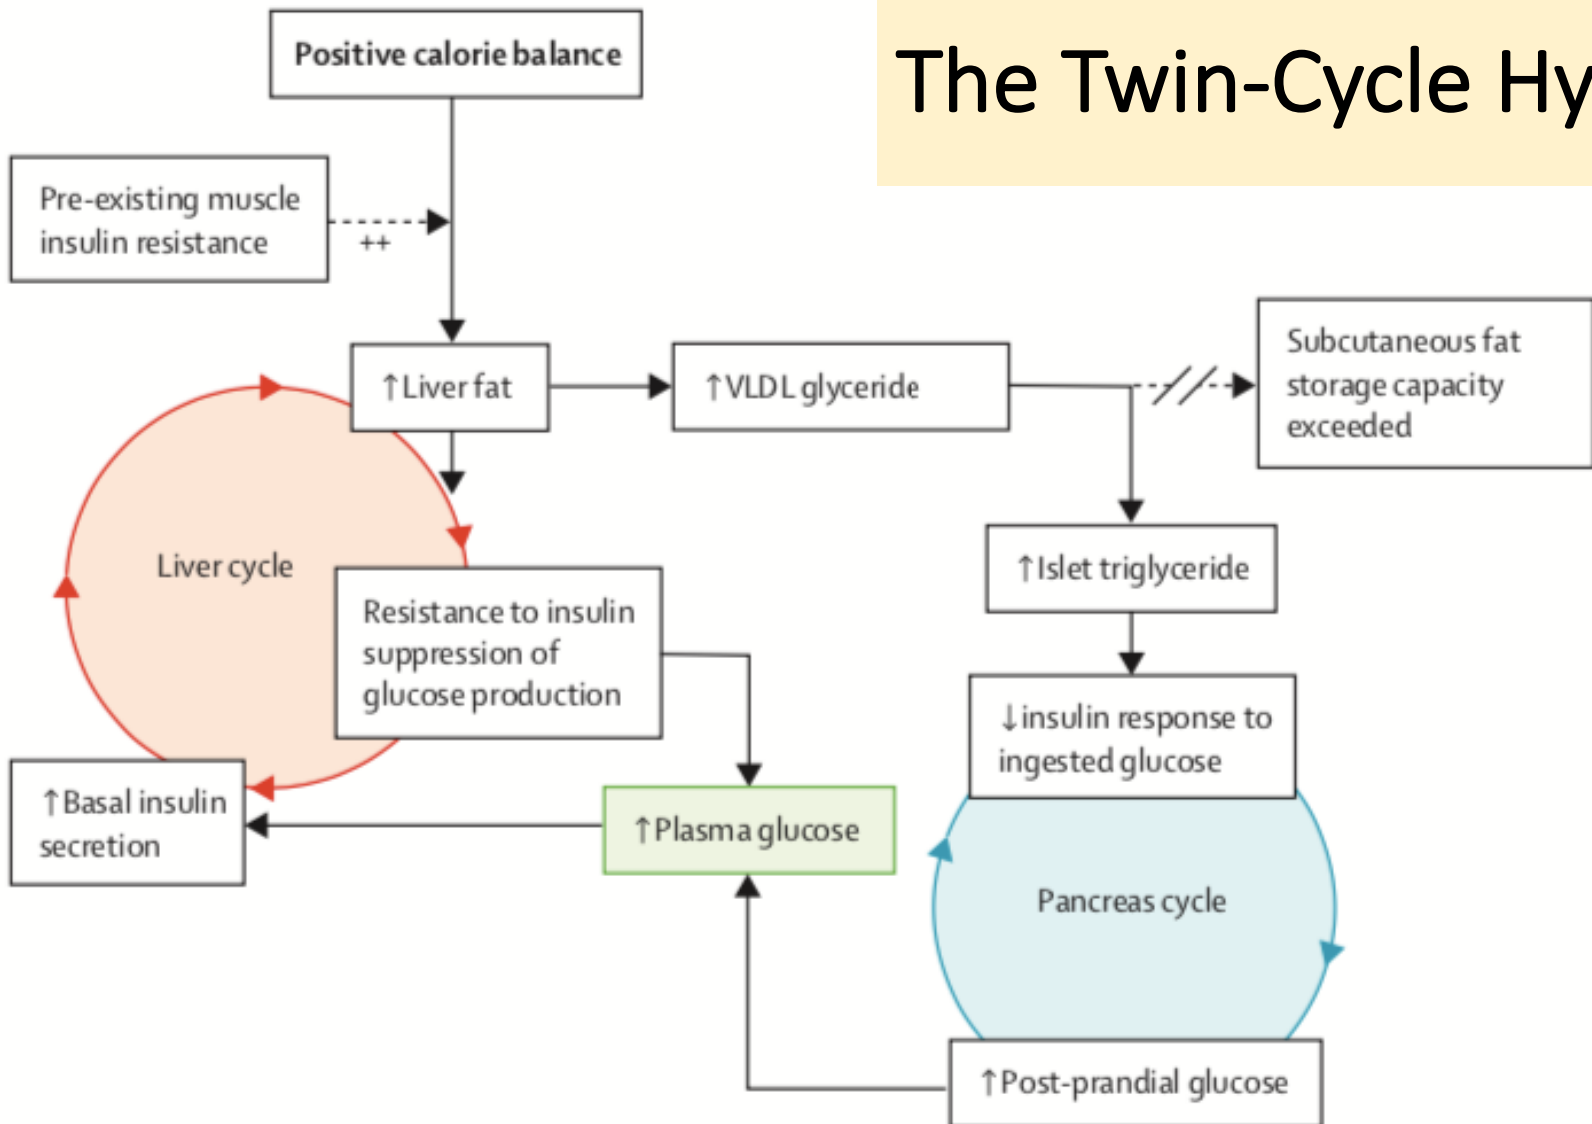 Positive calorie balance
The Twin-Cycle Hy
Pre-existing muscle
insulin resistance
++
↑Liver fat
↑VLDL glyceride
Subcutaneous fat
storage capacity
exceeded
Liver cycle
↑Islet triglyceride
Resistance to insulin
suppression of
glucose production
↓insulin response to
ingested glucose
↑Basal insulin
secretion
↑Plasma glucose
Pancreas cycle
↑Post-prandial glucose